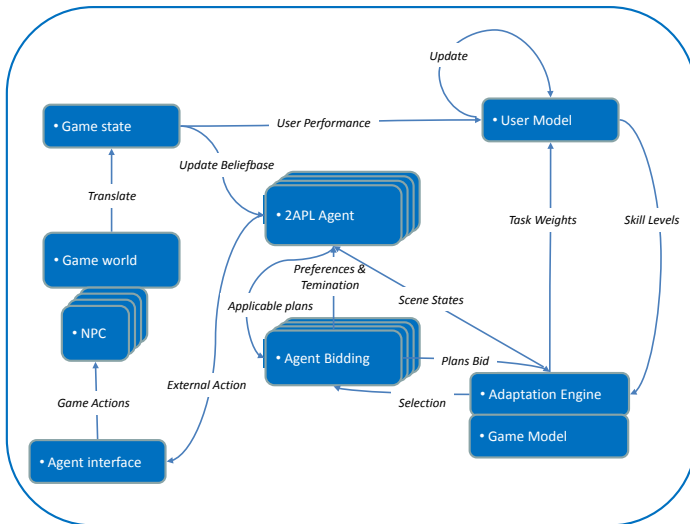 Update
• Game state
User Performance
• User Model
Update Beliefbase
Translate
• 2APL Agent
Task Weights
Skill Levels
• Game world
Preferences &
Temination
Scene States
Applicable plans
• NPC
• Agent Bidding
Plans Bid
External Action
Game Actions
Selection
• Adaptation Engine
• Game Model
• Agent interface